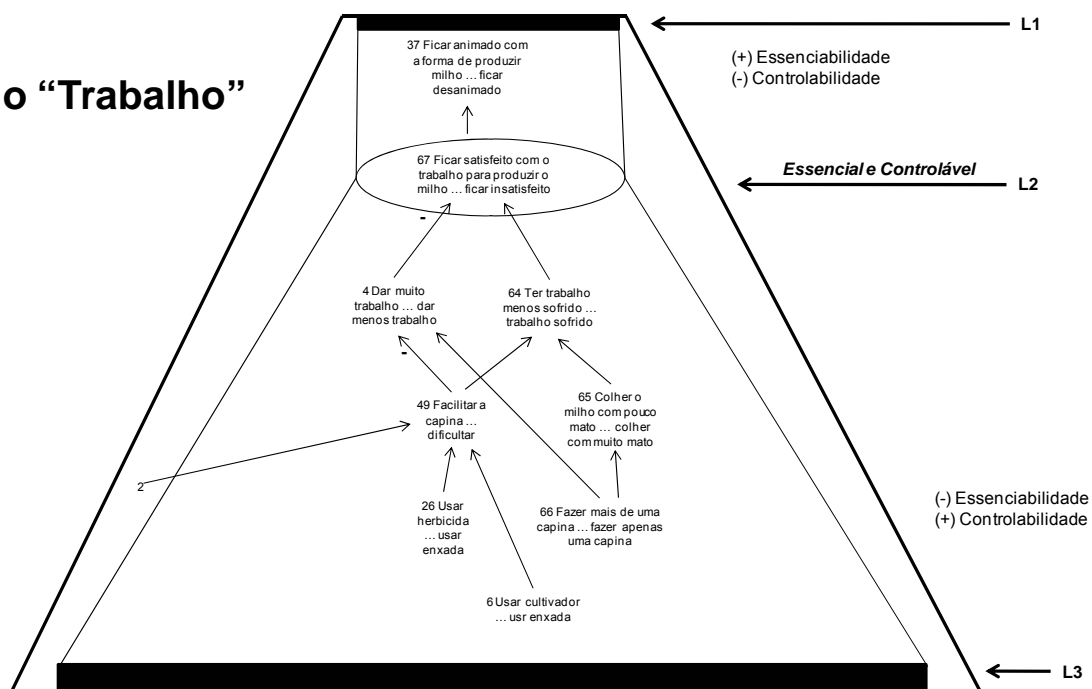 L1
37 Ficar animado com
a forma de produzir
milho ... ficar
desanimado
(+) Essenciabilidade
(-) Controlabilidade
o “Trabalho”
67 Ficar satisfeito com o
trabalho para produzir o
milho ... ficar insatisfeito
Essencial e Controlável
L2
-
4 Dar muito
trabalho ... dar
menos trabalho
64 Ter trabalho
menos sofrido ...
trabalho sofrido
-
49 Facilitar a
capina ...
dificultar
65 Colher o
milho com pouco
mato ... colher
com muito mato
2
26 Usar
herbicida
... usar
enxada
66 Fazer mais de uma
capina ... fazer apenas
uma capina
(-) Essenciabilidade
(+) Controlabilidade
6 Usar cultivador
... usr enxada
L3